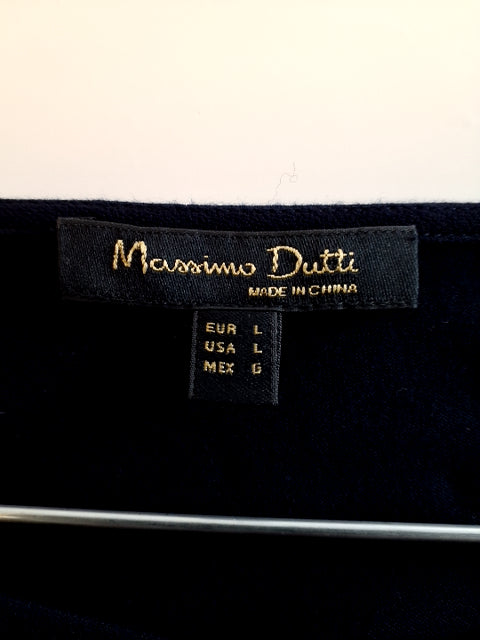 Massimo Dutti
MADE IN CHINA
EUR L
USA L
MEX G